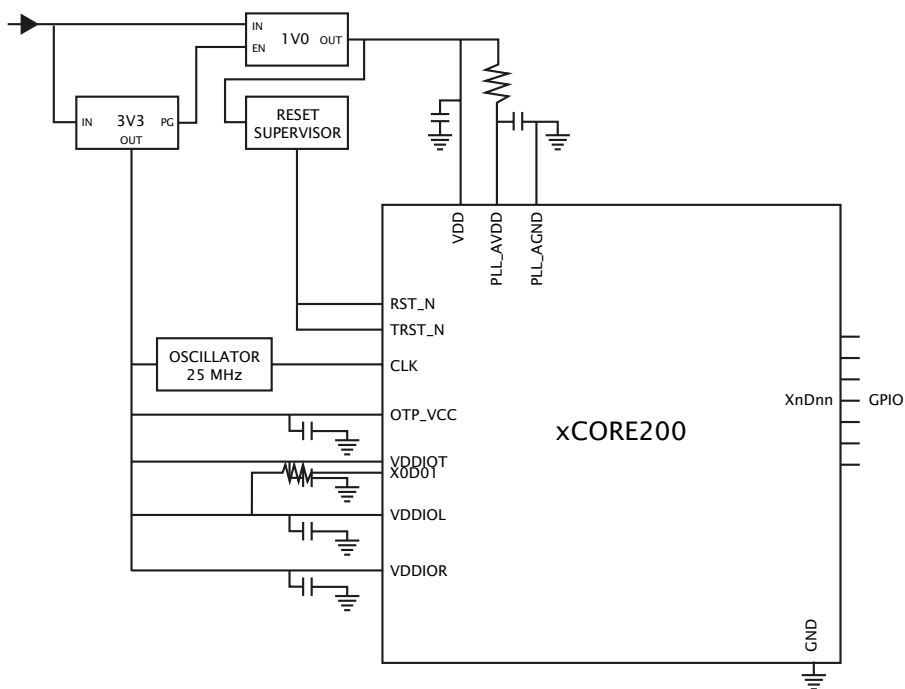 IN
1V0
OUT
EN
IN
3V3
PG
OUT
RESET
SUPERVISOR
VDD
PLL_AVDD
PLL_AGND
RST_N
TRST_N
OSCILLATOR
25 MHz
CLK
XnDnn
GPIO
OTP_VCC
xCORE200
VDDIOT
X0D01
VDDIOL
VDDIOR
GND